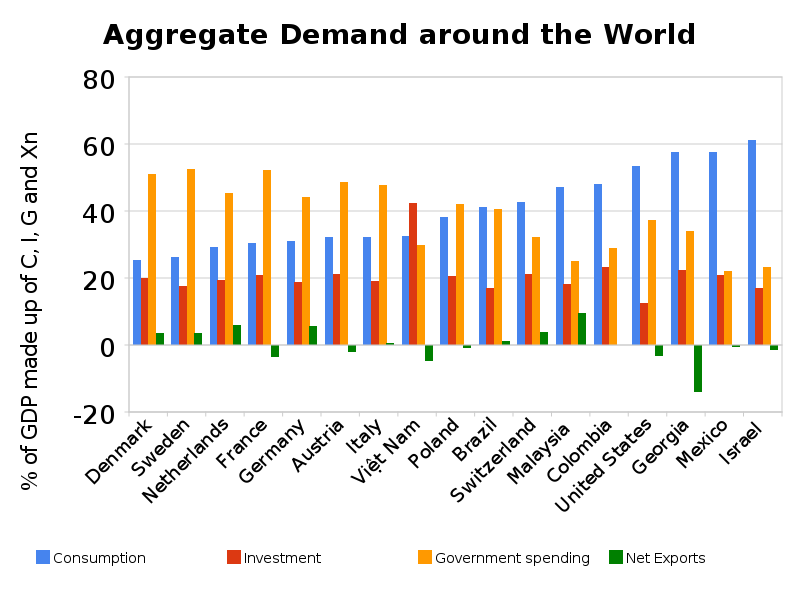 Aggregate Demand around the World
% of GDP made up of C, I, G and Xn
80
60
40
20
0
-20
Denmark
Sweden
Netherlands
France
Germany
Austria
Italy
Việt Nam
Poland
Brazil
Switzerland
Malaysia
Colombia
United States
Georgia
Mexico
Israel
Consumption
Investment
Government spending
Net Exports